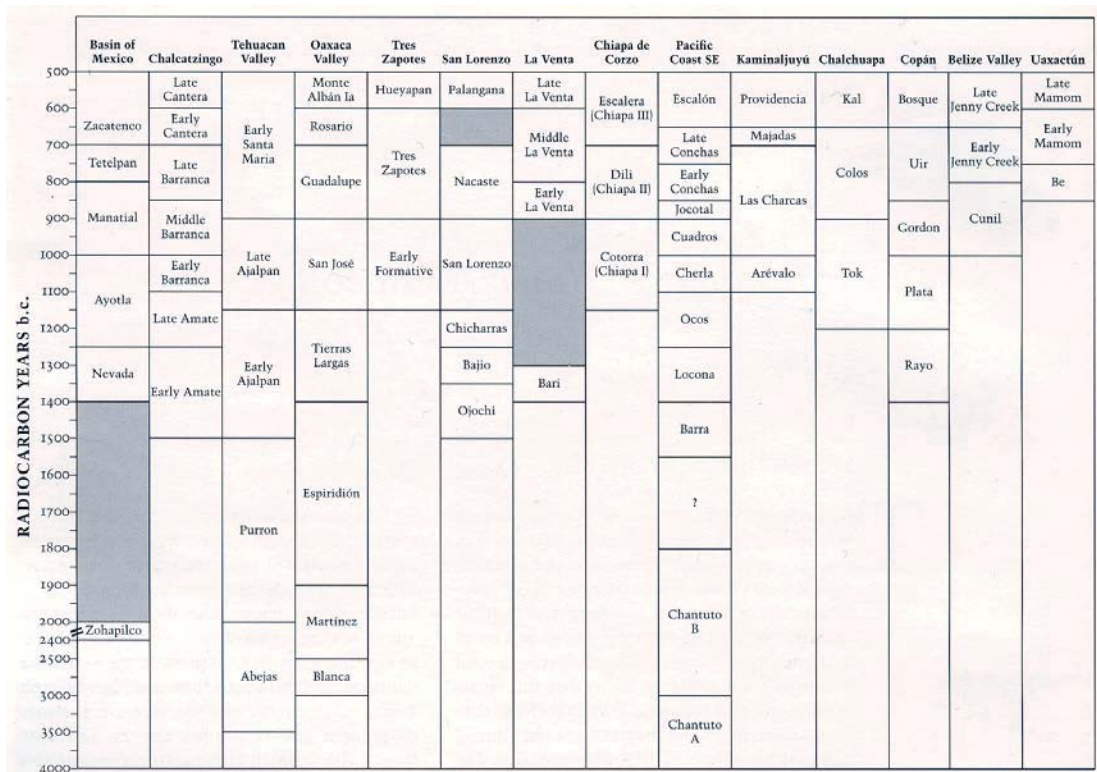 Basin of
Mexico
Chalcatzingo
Tehuacan
Valley
Oaxaca
Valley
Tres
Zapotes
San Lorenzo
La Venta
Chiapa de
Corzo
Pacific
Coast SE
Kaminaljuyú
Chalchuapa
Copán
Belize Valley
Uaxactún
RADIOCARBON YEARS b.c.
500
600
700
800
900
1000
1100
1200
1300
1400
1500
1600
1700
1800
1900
2000
2400
2500
3000
3500
4000
Zacatenco
Tetelpan
Manatial
Ayotla
Nevada
Zohapilco
Late
Cantera
Early
Cantera
Late
Barranca
Middle
Barranca
Early
Barranca
Late Amate
Early Amate
Early
Santa
Maria
Late
Ajalpan
Early
Ajalpan
Purron
Abejas
Monte
Albán Ia
Rosario
Guadalupe
San José
Tierras
Largas
Espiridión
Martínez
Blanca
Hueyapan
Tres
Zapotes
Early
Formative
Palangana
Nacaste
San Lorenzo
Chicharras
Bajio
Ojochi
Late
La Venta
Middle
La Venta
Early
La Venta
Bari
Escalera
(Chiapa III)
Dili
(Chiapa II)
Cotorra
(Chiapa I)
Escalón
Late
Conchas
Early
Conchas
Jocotal
Cuadros
Cherla
Ocos
Locona
Barra
?
Chantuto
B
Chantuto
A
Providencia
Majadas
Las Charcas
Arévalo
Kal
Colos
Tok
Bosque
Uir
Gordon
Plata
Rayo
Late
Jenny Creek
Early
Jenny Creek
Cunil
Late
Mamom
Early
Mamom
Be